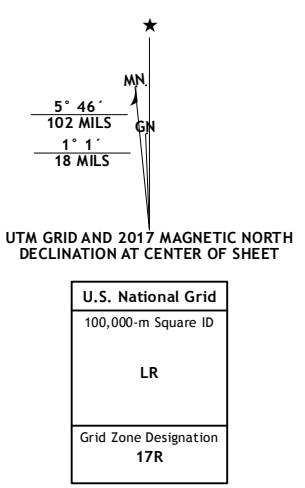 ★
MN
GN
5° 46´
102 MILS
1° 1´
18 MILS
UTM GRID AND 2017 MAGNETIC NORTH
DECLINATION AT CENTER OF SHEET
U.S. National Grid
100,000-m Square ID
LR
Grid Zone Designation
17R